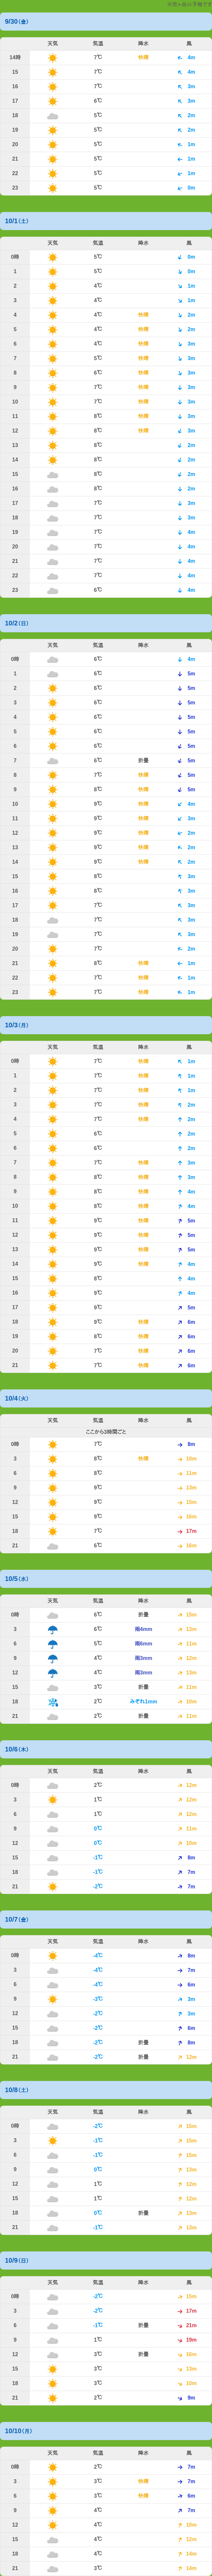 9/30(金)
天気 気温 降水 風
14時 7℃ 快晴 4m
15 7℃ 4m
16 7℃ 3m
17 6℃ 3m
18 5℃ 2m
19 5℃ 2m
20 5℃ 1m
21 5℃ 1m
22 5℃ 1m
23 5℃ 0m
10/1(土)
天気 気温 降水 風
0時 5℃ 0m
1 5℃ 0m
2 4℃ 1m
3 4℃ 1m
4 4℃ 快晴 2m
5 4℃ 快晴 2m
6 4℃ 快晴 3m
7 5℃ 快晴 3m
8 6℃ 快晴 3m
9 7℃ 快晴 3m
10 7℃ 快晴 3m
11 8℃ 快晴 3m
12 8℃ 快晴 3m
13 8℃ 2m
14 8℃ 2m
15 8℃ 2m
16 8℃ 2m
17 7℃ 3m
18 7℃ 3m
19 7℃ 4m
20 7℃ 4m
21 7℃ 4m
22 7℃ 4m
23 6℃ 4m
10/2(日)
天気 気温 降水 風
0時 6℃ 4m
1 6℃ 5m
2 6℃ 5m
3 6℃ 5m
4 6℃ 5m
5 6℃ 5m
6 6℃ 5m
7 6℃ 折畳 5m
8 7℃ 快晴 5m
9 8℃ 快晴 5m
10 9℃ 快晴 4m
11 9℃ 快晴 3m
12 9℃ 快晴 2m
13 9℃ 快晴 2m
14 9℃ 快晴 2m
15 8℃ 3m
16 8℃ 3m
17 7℃ 3m
18 7℃ 3m
19 7℃ 3m
20 7℃ 2m
21 8℃ 快晴 1m
22 7℃ 快晴 1m
23 7℃ 快晴 1m
10/3(月)
天気 気温 降水 風
0時 7℃ 快晴 1m
1 7℃ 快晴 1m
2 7℃ 快晴 1m
3 7℃ 快晴 2m
4 7℃ 快晴 2m
5 6℃ 2m
6 6℃ 2m
7 7℃ 快晴 3m
8 8℃ 快晴 3m
9 8℃ 快晴 4m
10 8℃ 快晴 4m
11 9℃ 快晴 5m
12 9℃ 快晴 5m
13 9℃ 快晴 5m
14 9℃ 快晴 4m
15 8℃ 4m
16 9℃ 4m
17 9℃ 5m
18 9℃ 快晴 6m
19 8℃ 快晴 6m
20 7℃ 快晴 6m
21 7℃ 快晴 6m
10/4(火)
天気 気温 降水 風
ここから3時間ごと
0時 7℃ 8m
3 8℃ 快晴 10m
6 8℃ 11m
9 9℃ 13m
12 9℃ 15m
15 9℃ 16m
18 7℃ 17m
21 6℃ 16m
10/5(水)
天気 気温 降水 風
0時 6℃ 折畳 15m
3 6℃ 雨4mm 13m
6 5℃ 雨6mm 11m
9 4℃ 雨3mm 12m
12 4℃ 雨3mm 13m
15 3℃ 折畳 11m
18 2℃ みぞれ1mm 10m
21 2℃ 折畳 11m
10/6(木)
天気 気温 降水 風
0時 2℃ 12m
3 1℃ 12m
6 1℃ 12m
9 0℃ 11m
12 0℃ 10m
15 -1℃ 8m
18 -1℃ 7m
21 -2℃ 7m
10/7(金)
天気 気温 降水 風
0時 -4℃ 8m
3 -4℃ 7m
6 -4℃ 6m
9 -3℃ 3m
12 -2℃ 3m
15 -2℃ 6m
18 -2℃ 折畳 8m
21 -2℃ 折畳 12m
10/8(土)
天気 気温 降水 風
0時 -2℃ 15m
3 -1℃ 15m
6 -1℃ 15m
9 0℃ 13m
12 1℃ 12m
15 1℃ 12m
18 0℃ 折畳 13m
21 -1℃ 13m
10/9(日)
天気 気温 降水 風
0時 -2℃ 15m
3 -2℃ 17m
6 -1℃ 折畳 21m
9 1℃ 19m
12 3℃ 折畳 16m
15 3℃ 13m
18 3℃ 10m
21 2℃ 9m
10/10(月)
天気 気温 降水 風
0時 2℃ 7m
3 3℃ 快晴 7m
6 3℃ 快晴 6m
9 4℃ 7m
12 4℃ 10m
15 4℃ 12m
18 4℃ 14m
21 3℃ 14m